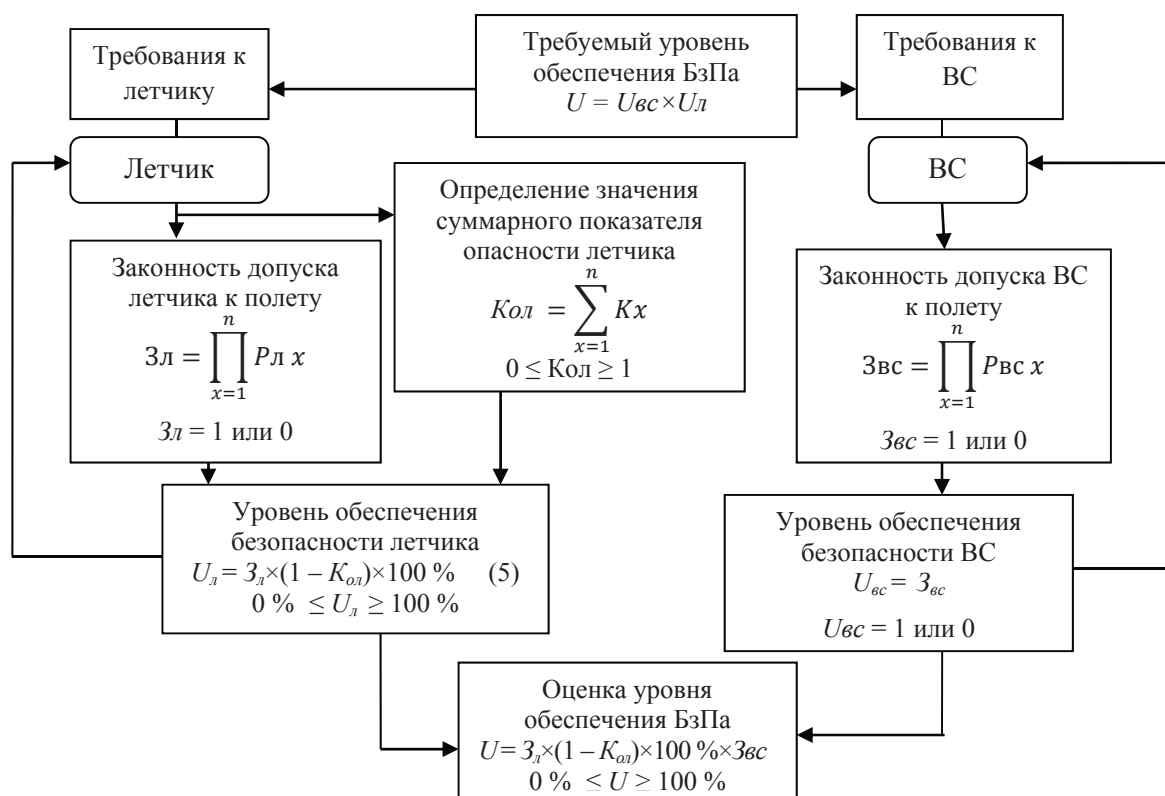 Требования к
летчику
Требуемый уровень
обеспечения БзПа
U = Uвс×Uл
Требования к
ВС
Летчик
ВС
Определение значения
суммарного показателя
опасности летчика
n
Кол = ∑ Kx
x=1
0 ≤ Кол ≥ 1
Законность допуска
летчика к полету
n
Зл = ∏ Pл x
x=1
Зл = 1 или 0
Законность допуска ВС
к полету
n
Звс = ∏ Pвс x
x=1
Звс = 1 или 0
Уровень обеспечения
безопасности летчика
Uл = Зл×(1 – Кол)×100 % (5)
0 % ≤ Uл ≥ 100 %
Уровень обеспечения
безопасности ВС
Uвс = Звс
Uвс = 1 или 0
Оценка уровня
обеспечения БзПа
U= Зл×(1 – Кол)×100 %×Звс
0 % ≤ U ≥ 100 %